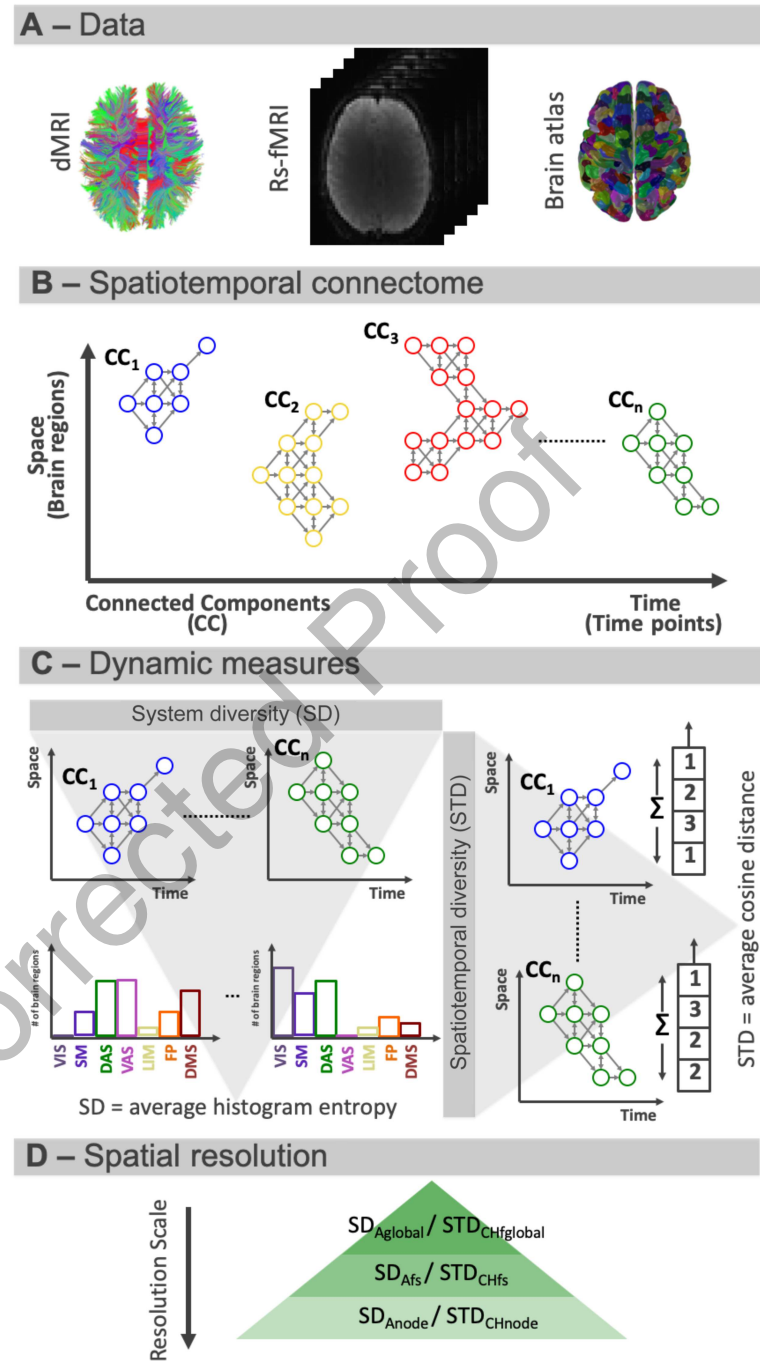 A – Data
dMRI
Rs-fMRI
Brain atlas
B – Spatiotemporal connectome
Space
(Brain regions)
CC1
CC2
CC3
CCn
Connected Components
(CC)
Time
(Time points)
C – Dynamic measures
System diversity (SD)
Space
CC1
Time
Space
CCn
Time
# of brain regions
VIS
SM
DAS
VAS
LIM
FP
DMS
...
# of brain regions
VIS
SM
DAS
VAS
LIM
FP
DMS
SD = average histogram entropy
Spatiotemporal diversity (STD)
Space
CC1
Time
Σ
1
2
3
1
Space
CCn
Time
Σ
1
3
2
2
STD = average cosine distance
D – Spatial resolution
Resolution Scale
SDAglobal / STDCHfglobal
SDAfs / STDCHfs
SDAnode / STDCHnode
orrected Proof